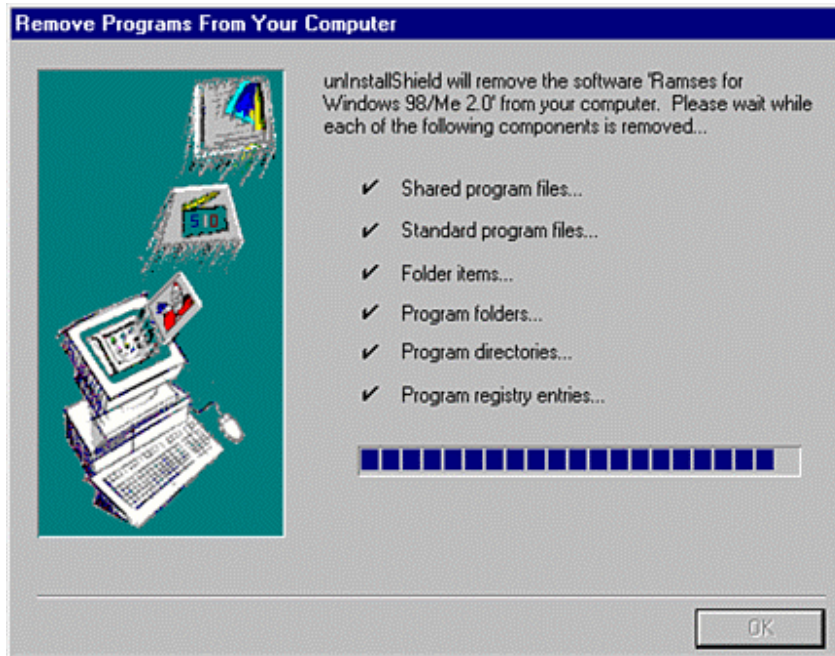 Remove Programs From Your Computer
unInstallShield will remove the software 'Ramses for
Windows 98/Me 2.0' from your computer.  Please wait while
each of the following components is removed...
✔ Shared program files...
✔ Standard program files...
✔ Folder items...
✔ Program folders...
✔ Program directories...
✔ Program registry entries...
OK